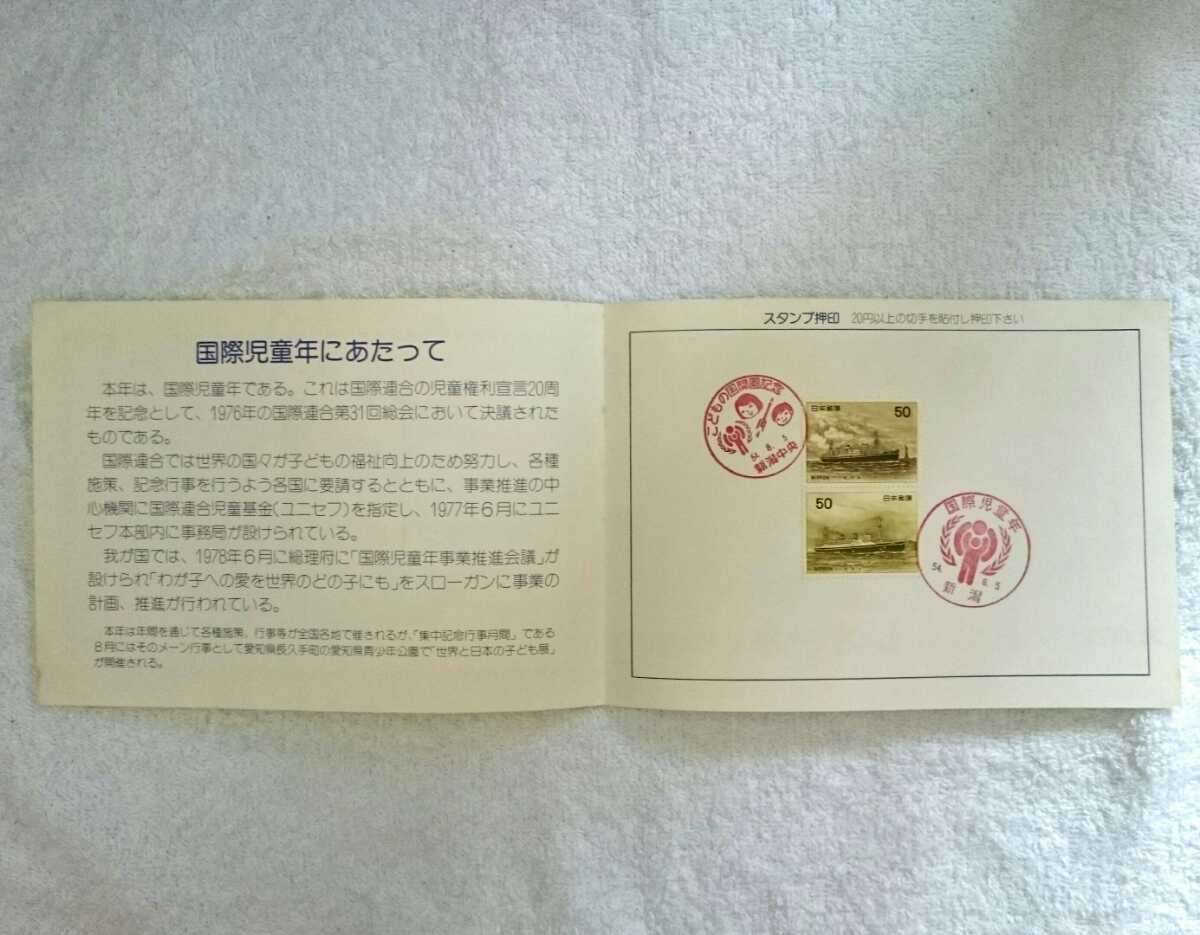 国際児童年にあたって
本年は、国際児童年である。これは国際連合の児童権利宣言20周
年を記念として、1976年の国際連合第31回総会において決議された
ものである。
国際連合では世界の国々が子どもの福祉向上のため努力し、各種
施策、記念行事を行うよう各国に要請するとともに、事業推進の中
心機関に国際連合児童基金(ユニセフ)を指定し、1977年6月にユニ
セフ本部内に事務局が設けられている。
我が国では、1978年6月に総理府に「国際児童年事業推進会議」が
設けられ「わが子への愛を世界のどの子にも」をスローガンに事業の
計画、推進が行われている。
本年は年間を通じて各種施策、行事等が全国各地で催されるが、「集中記念行事月間」である
8月にはそのメーン行事として愛知県長久手町の愛知県青少年公園で「世界と日本の子ども展」
が開催される。
スタンプ押印 20円以上の切手を貼付し押印下さい
こどもの国開園記念
54. 8. 5
新潟中央
日本郵便 50
50 日本郵便
国際児童年
54. 8. 5
新潟